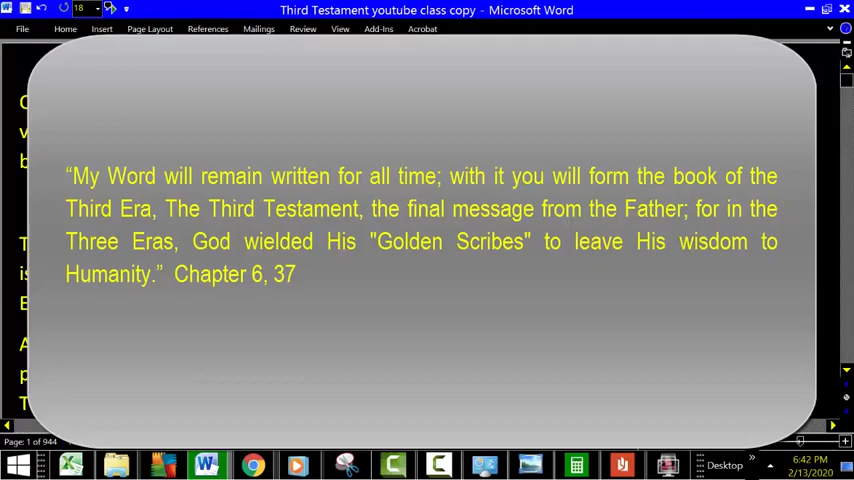 18
Third Testament youtube class copy - Microsoft Word
File Home Insert Page Layout References Mailings Review View Add-Ins Acrobat
“My Word will remain written for all time; with it you will form the book of the
Third Era, The Third Testament, the final message from the Father; for in the
Three Eras, God wielded His "Golden Scribes" to leave His wisdom to
Humanity.” Chapter 6, 37
Page: 1 of 944
Desktop
6:42 PM
2/13/2020